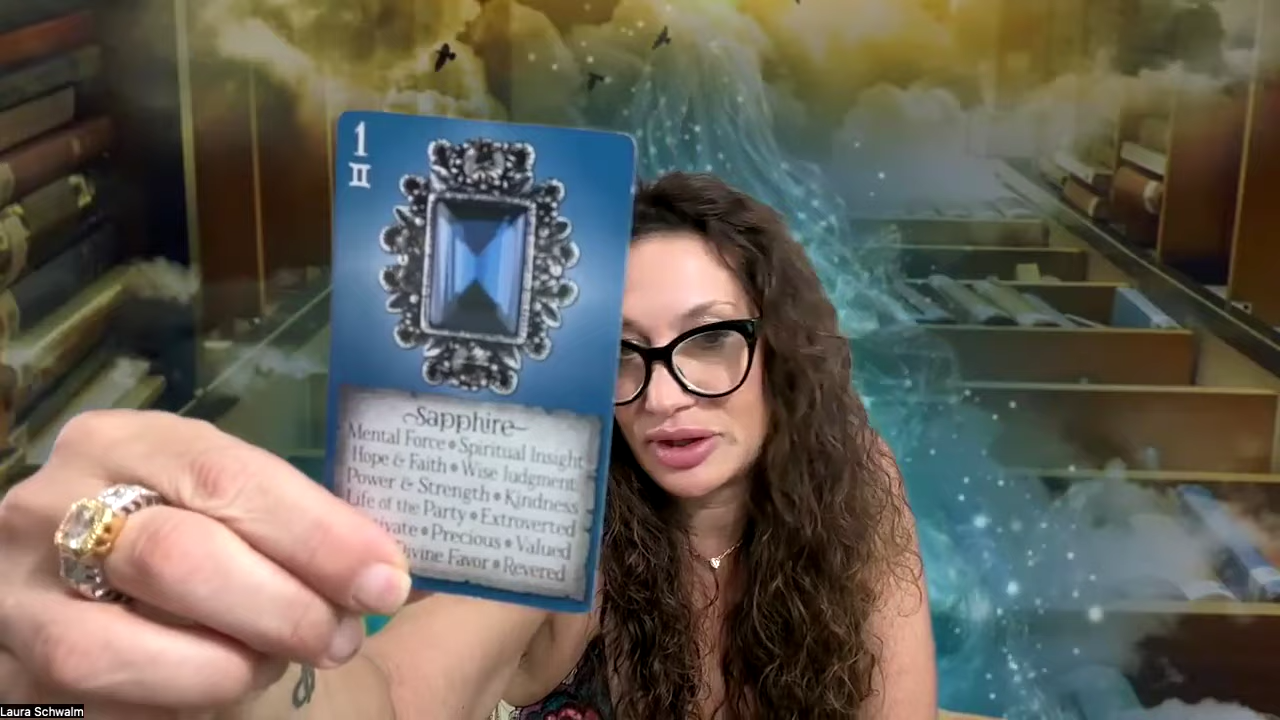 1
♊
Sapphire
Mental Force • Spiritual Insight
Hope & Faith • Wise Judgment
Power & Strength • Kindness
Life of the Party • Extroverted
• Precious • Valued
Divine Favor • Revered
Laura Schwalm